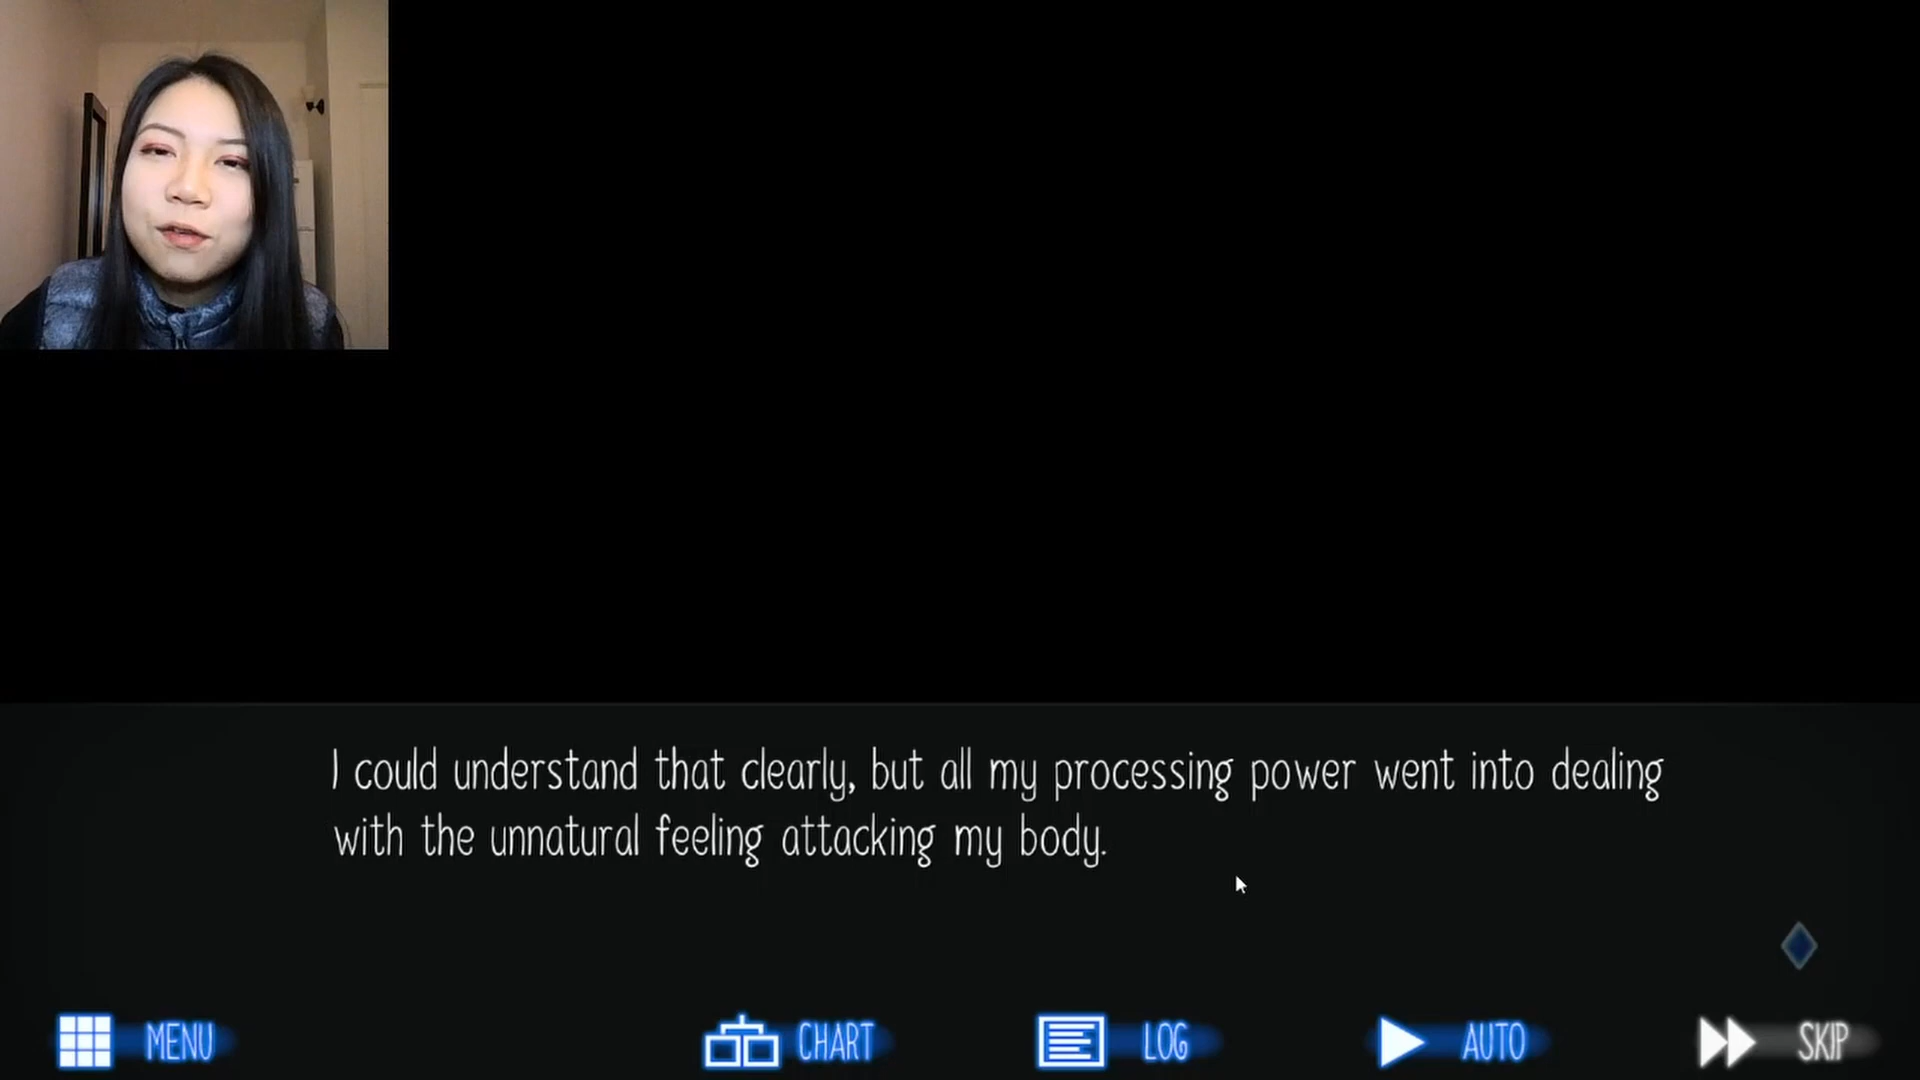 I could understand that clearly, but all my processing power went into dealing
with the unnatural feeling attacking my body.
MENU
CHART
LOG
AUTO
SKIP